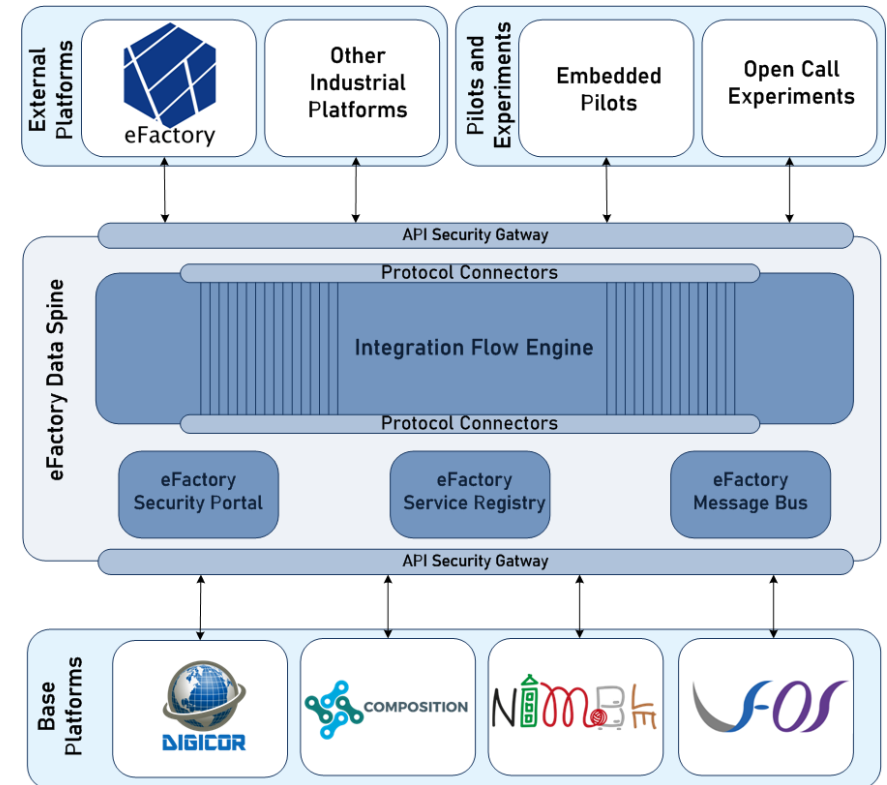 External
Platforms
eFactory
Other
Industrial
Platforms
Pilots and
Experiments
Embedded
Pilots
Open Call
Experiments
eFactory Data Spine
API Security Gatway
Protocol Connectors
Integration Flow Engine
Protocol Connectors
eFactory
Security Portal
eFactory
Service Registry
eFactory
Message Bus
API Security Gatway
Base
Platforms
DIGICOR
COMPOSITION
NIMBLE
vf-OS